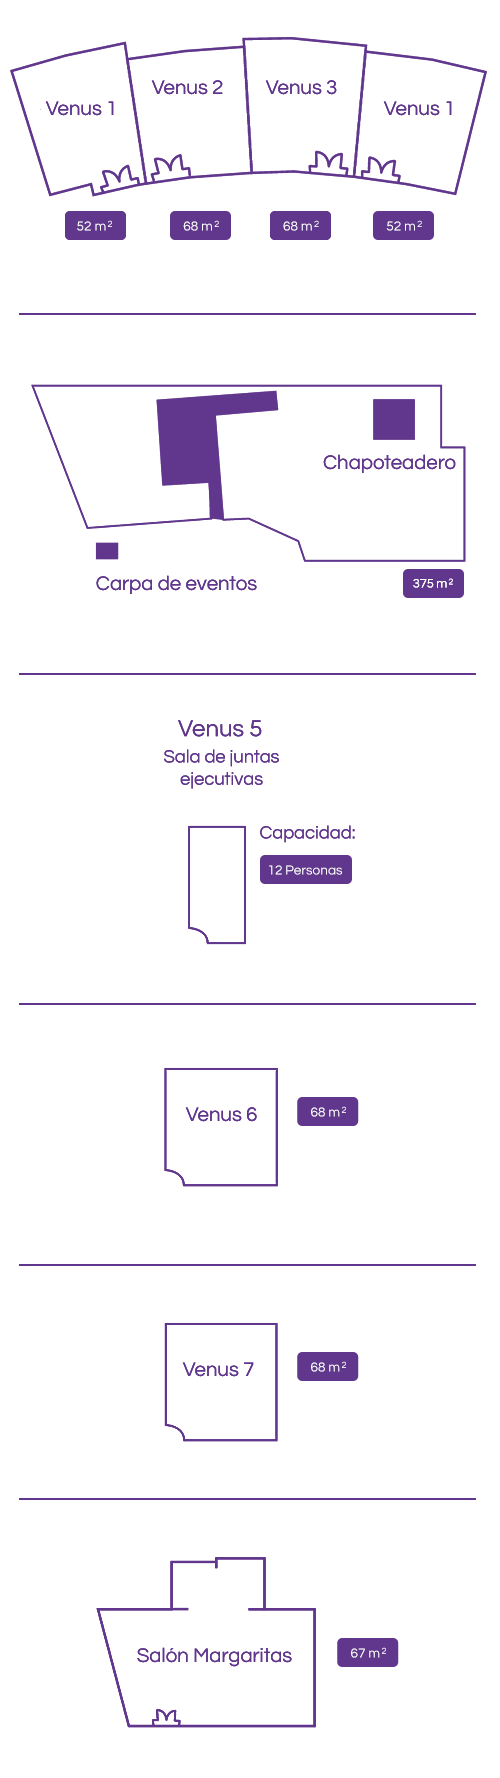 Venus 1
Venus 2
Venus 3
Venus 1
52 m²
68 m²
68 m²
52 m²
Chapoteadero
Carpa de eventos
375 m²
Venus 5
Sala de juntas
ejecutivas
Capacidad:
12 Personas
Venus 6
68 m²
Venus 7
68 m²
Salón Margaritas
67 m²